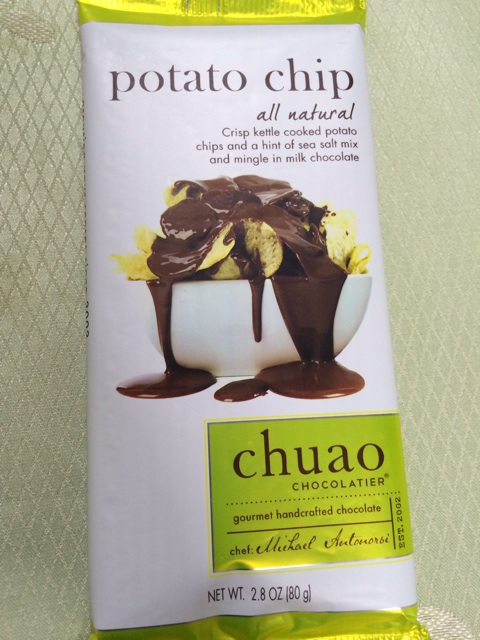 potato chip
all natural
Crisp kettle cooked potato
chips and a hint of sea salt mix
and mingle in milk chocolate
chuao
CHOCOLATIER®
gourmet handcrafted chocolate
chef: Michael Antonorsi
EST. 2002
NET WT. 2.8 OZ (80 g)